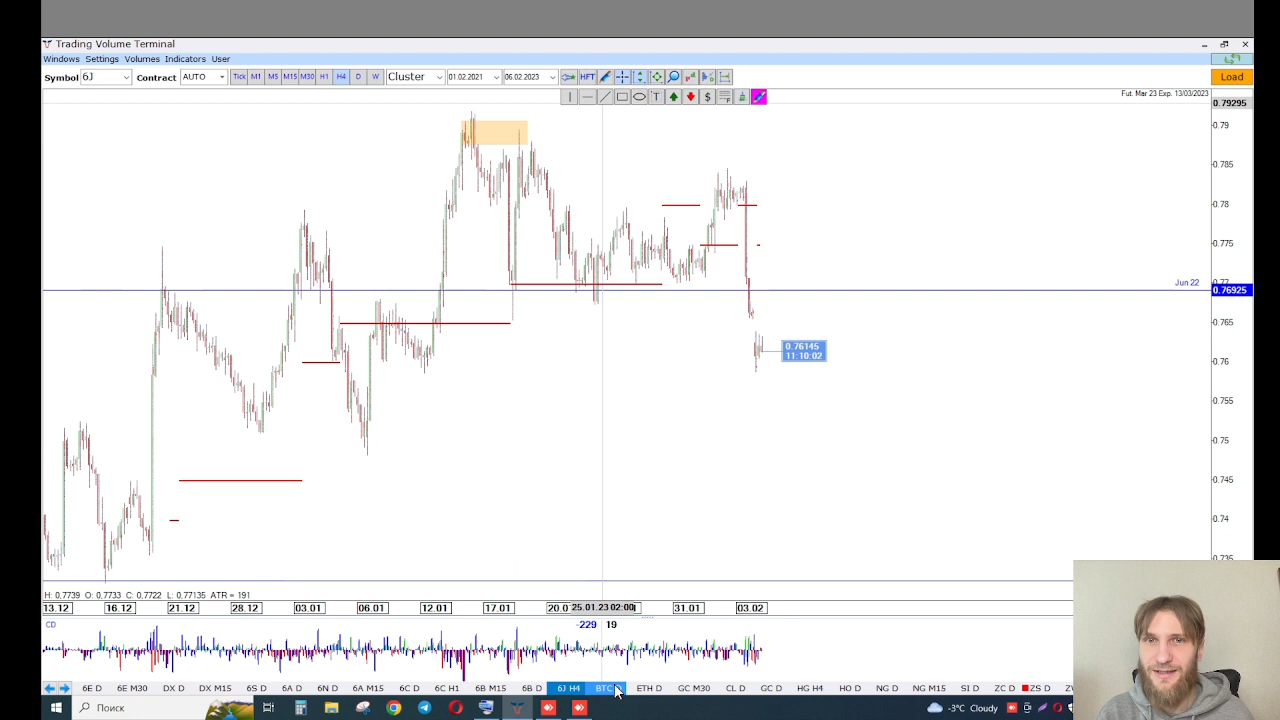 Trading Volume Terminal
Windows Settings Volumes Indicators User
Symbol 6J Contract AUTO Tick M1 M5 M15 M30 H1 H4 D W Cluster 01.02.2021 06.02.2023 HFT Load
T $
Fut. Mar 23 Exp. 13/03/2023
0.79295
0.79
0.785
0.78
0.775
0.77
Jun 22
0.76925
0.765
0.76145
11:10:02
0.76
0.755
0.75
0.745
0.74
0.735
H: 0,7739 O: 0,7733 C: 0,7722 L: 0,77135 ATR = 191
13.12 16.12 21.12 28.12 03.01 06.01 12.01 17.01 25.01.23 02:00 31.01 03.02
CD -229 19
6E D 6E M30 DX D DX M15 6S D 6A D 6N D 6A M15 6C D 6C H1 6B M15 6B D 6J H4 BTC ETH D GC M30 CL D GC D HG H4 HO D NG D NG M15 SI D ZC D ZS D
Поиск -3°C Cloudy